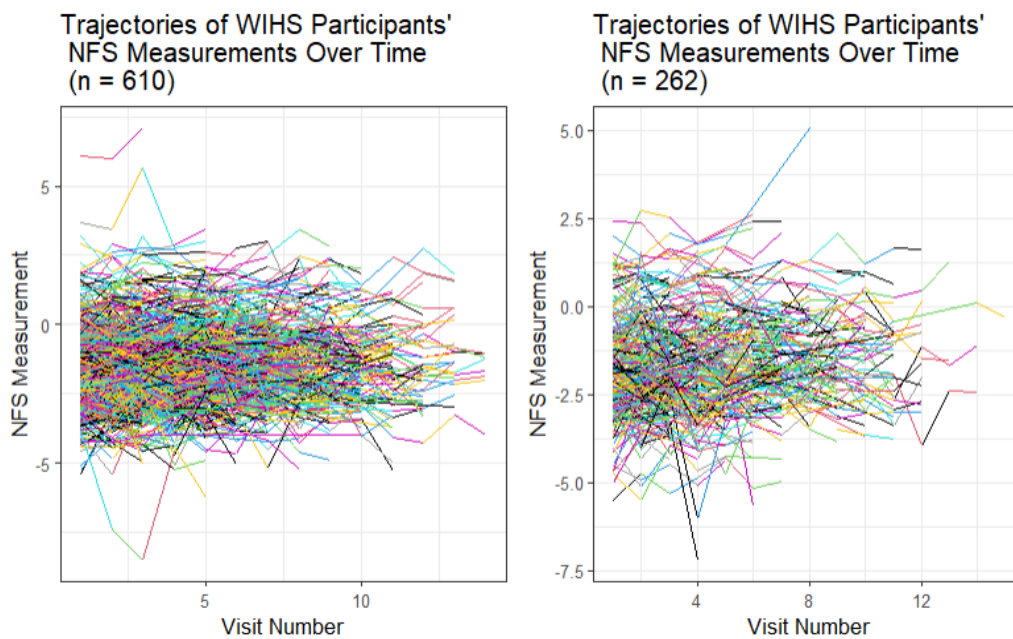 Trajectories of WIHS Participants'
NFS Measurements Over Time
(n = 610)
NFS Measurement
5
0
-5
5
10
Visit Number
Trajectories of WIHS Participants'
NFS Measurements Over Time
(n = 262)
NFS Measurement
5.0
2.5
0.0
-2.5
-5.0
-7.5
4
8
12
Visit Number